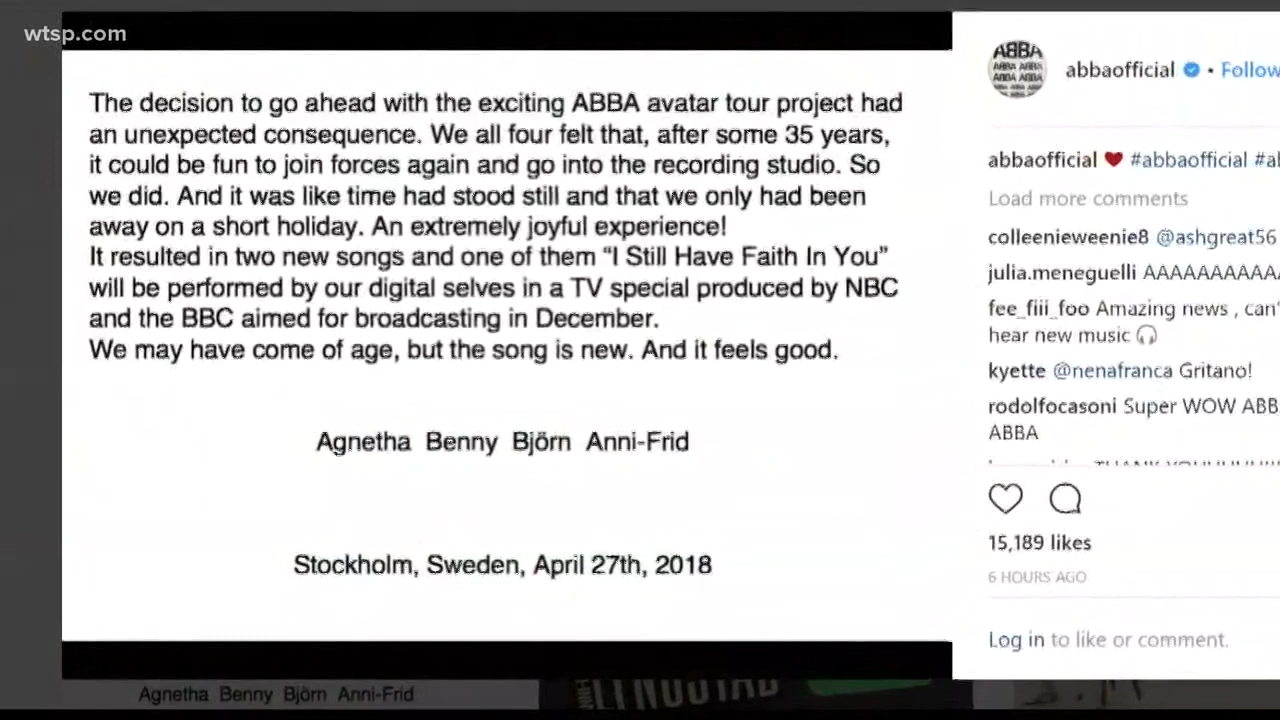 wtsp.com
The decision to go ahead with the exciting ABBA avatar tour project had
an unexpected consequence. We all four felt that, after some 35 years,
it could be fun to join forces again and go into the recording studio. So
we did. And it was like time had stood still and that we only had been
away on a short holiday. An extremely joyful experience!
It resulted in two new songs and one of them “I Still Have Faith In You”
will be performed by our digital selves in a TV special produced by NBC
and the BBC aimed for broadcasting in December.
We may have come of age, but the song is new. And it feels good.
Agnetha Benny Björn Anni-Frid
Stockholm, Sweden, April 27th, 2018
ABBA
abbaofficial • Follow
abbaofficial ❤ #abbaofficial
Load more comments
colleenieweenie8 @ashgreat56
julia.meneguelli AAAAAAAAAAA
fee_fiii_foo Amazing news , can'
hear new music 🎧
kyette @nenafranca Gritano!
rodolfocasoni Super WOW ABB
ABBA
15,189 likes
6 HOURS AGO
Log in to like or comment.
Agnetha Benny Björn Anni-Frid